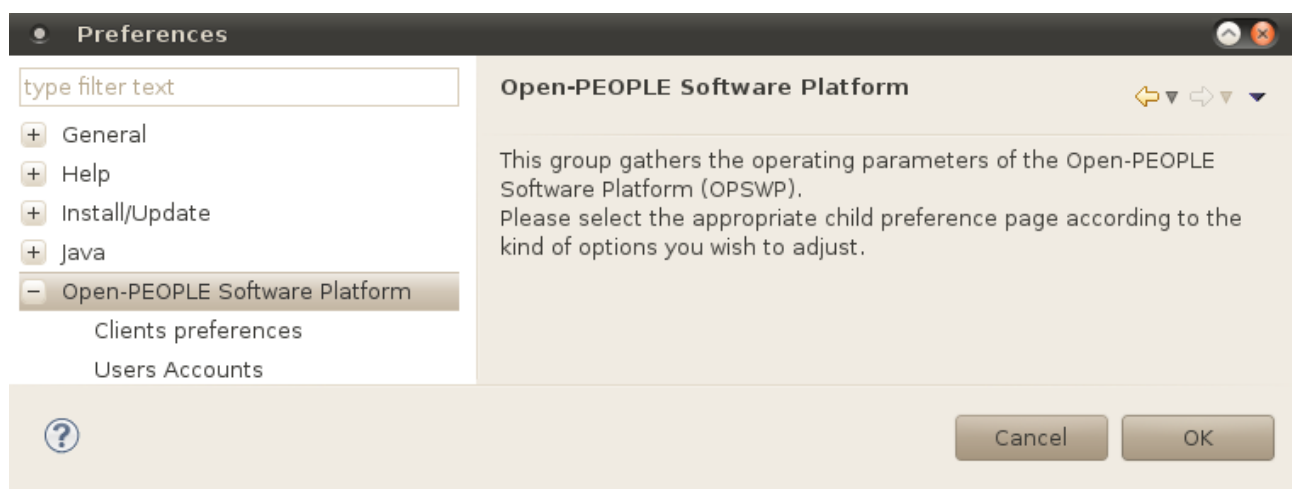 Preferences
type filter text
General
Help
Install/Update
Java
Open-PEOPLE Software Platform
Clients preferences
Users Accounts
Open-PEOPLE Software Platform
This group gathers the operating parameters of the Open-PEOPLE
Software Platform (OPSWP).
Please select the appropriate child preference page according to the
kind of options you wish to adjust.
Cancel
OK